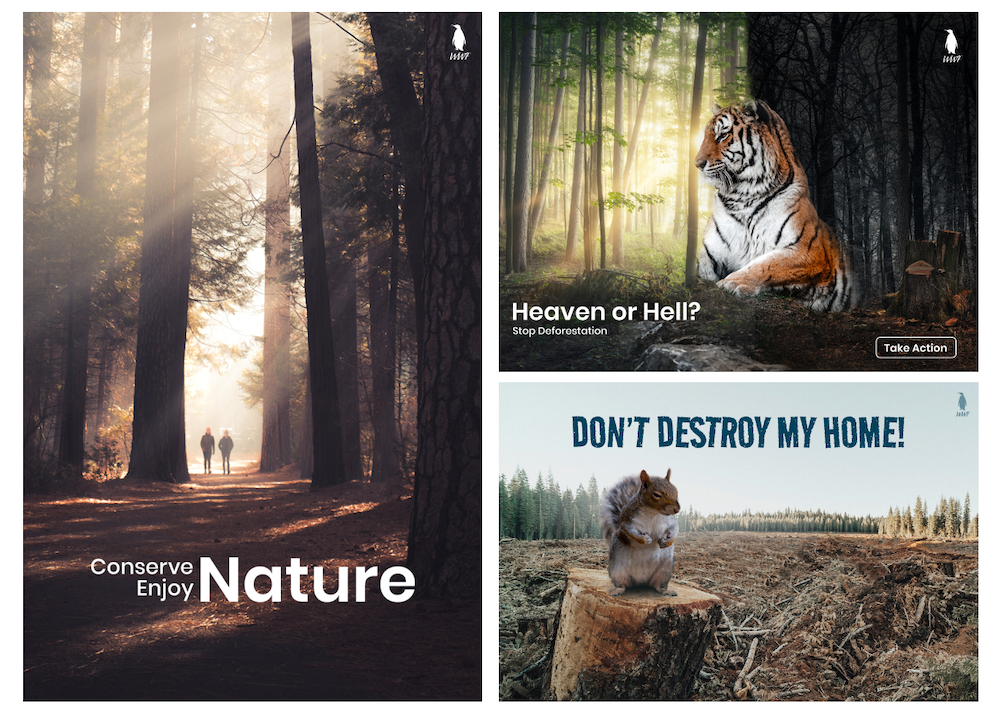 WWF
Conserve
Enjoy
Nature
WWF
Heaven or Hell?
Stop Deforestation
Take Action
WWF
DON'T DESTROY MY HOME!